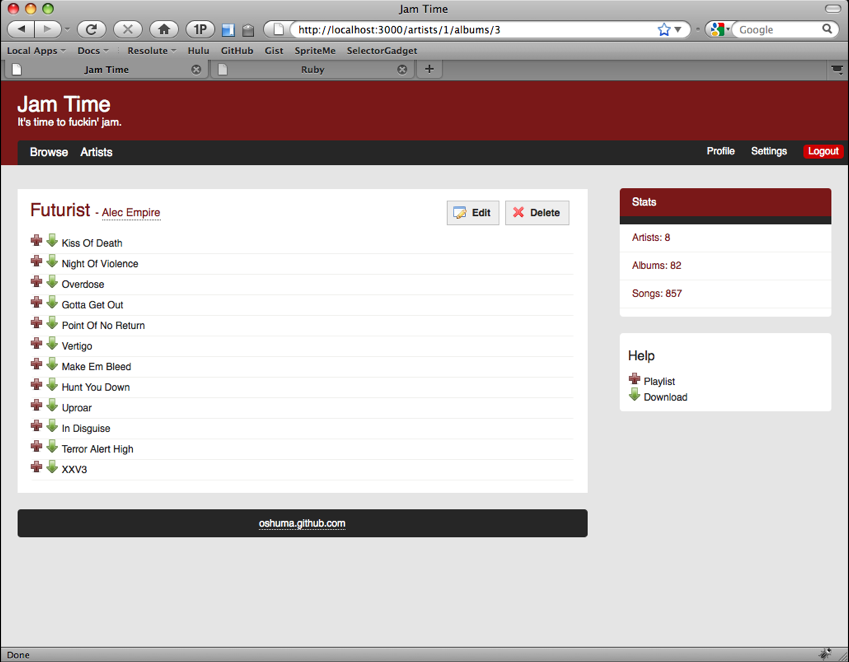 Jam Time
1P http://localhost:3000/artists/1/albums/3 Google
Local Apps Docs Resolute Hulu GitHub Gist SpriteMe SelectorGadget
Jam Time Ruby +
Jam Time
It's time to fuckin' jam.
Browse Artists Profile Settings Logout
Futurist - Alec Empire Edit Delete
Kiss Of Death
Night Of Violence
Overdose
Gotta Get Out
Point Of No Return
Vertigo
Make Em Bleed
Hunt You Down
Uproar
In Disguise
Terror Alert High
XXV3
oshuma.github.com
Stats
Artists: 8
Albums: 82
Songs: 857
Help
Playlist
Download
Done